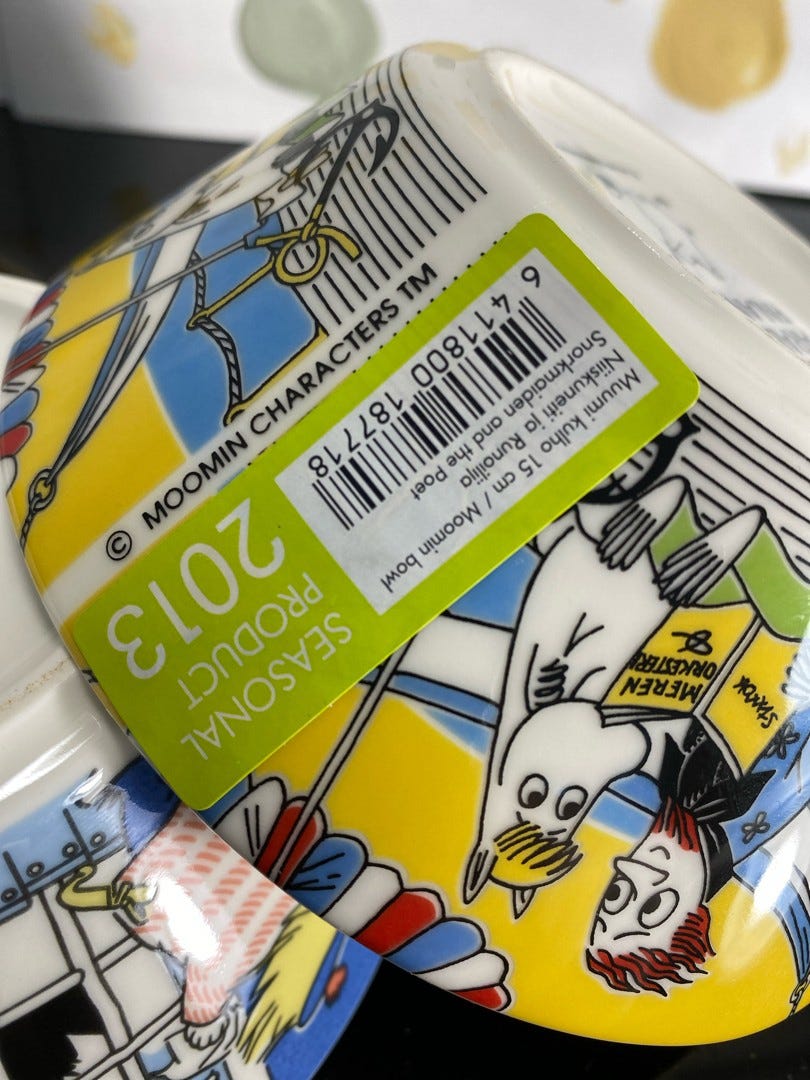 © MOOMIN CHARACTERS ™
SEASONAL
PRODUCT
2013
Muumi kulho 15 cm / Moomin bowl
Niiskuneiti ja Runoilija
Snorkmaiden and the Poet
6 411800 187718
MEREN
ORKESTERI